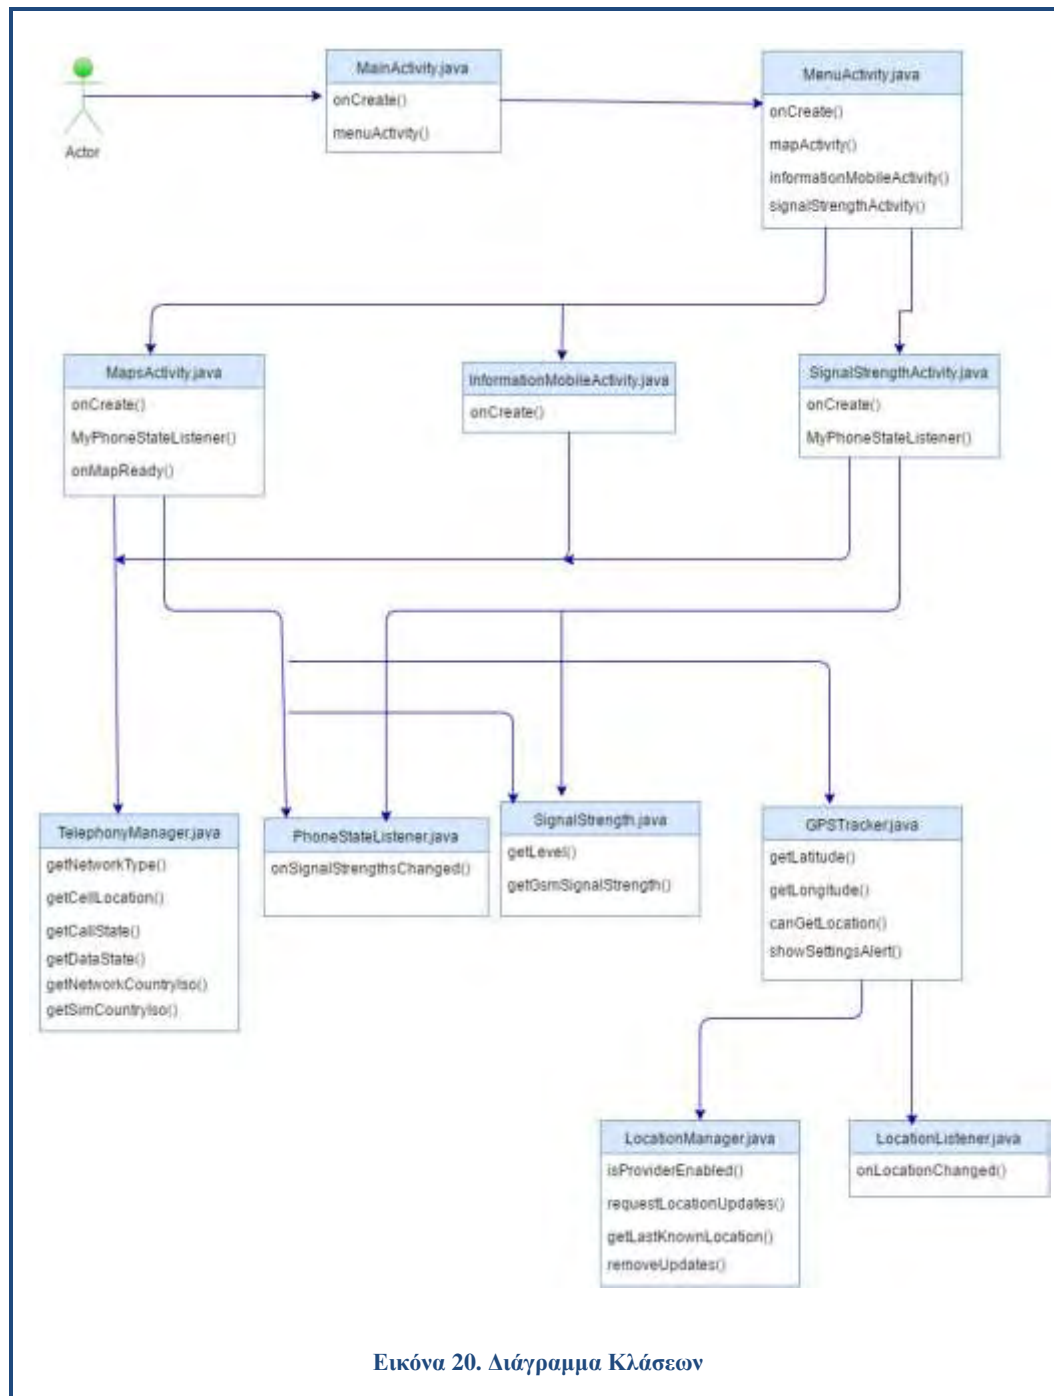 Actor
MainActivity.java
onCreate()
menuActivity()
MenuActivity.java
onCreate()
mapActivity()
informationMobileActivity()
signalStrengthActivity()
MapsActivity.java
onCreate()
MyPhoneStateListener()
onMapReady()
InformationMobileActivity.java
onCreate()
SignalStrengthActivity.java
onCreate()
MyPhoneStateListener()
TelephonyManager.java
getNetworkType()
getCellLocation()
getCallState()
getDataState()
getNetworkCountryIso()
getSimCountryIso()
PhoneStateListener.java
onSignalStrengthsChanged()
SignalStrength.java
getLevel()
getGsmSignalStrength()
GPSTracker.java
getLatitude()
getLongitude()
canGetLocation()
showSettingsAlert()
LocationManager.java
isProviderEnabled()
requestLocationUpdates()
getLastKnownLocation()
removeUpdates()
LocationListener.java
onLocationChanged()
Εικόνα 20. Διάγραμμα Κλάσεων